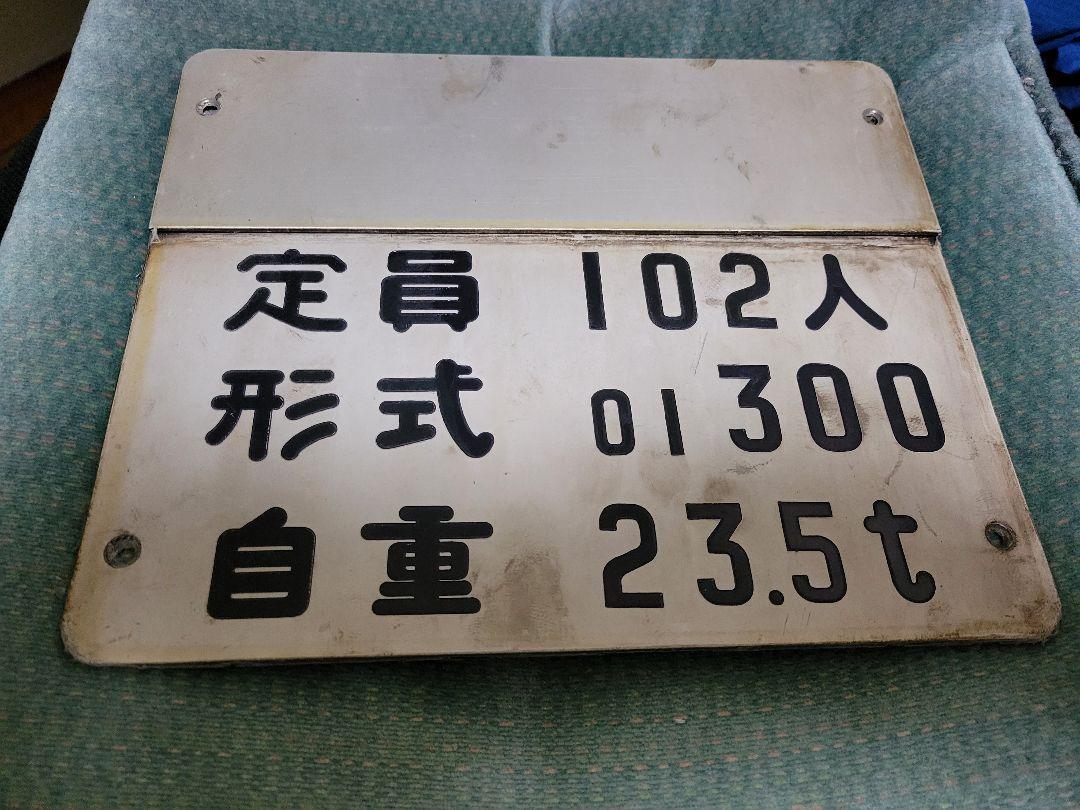 定員 102人
形式 01300
自重 23.5t